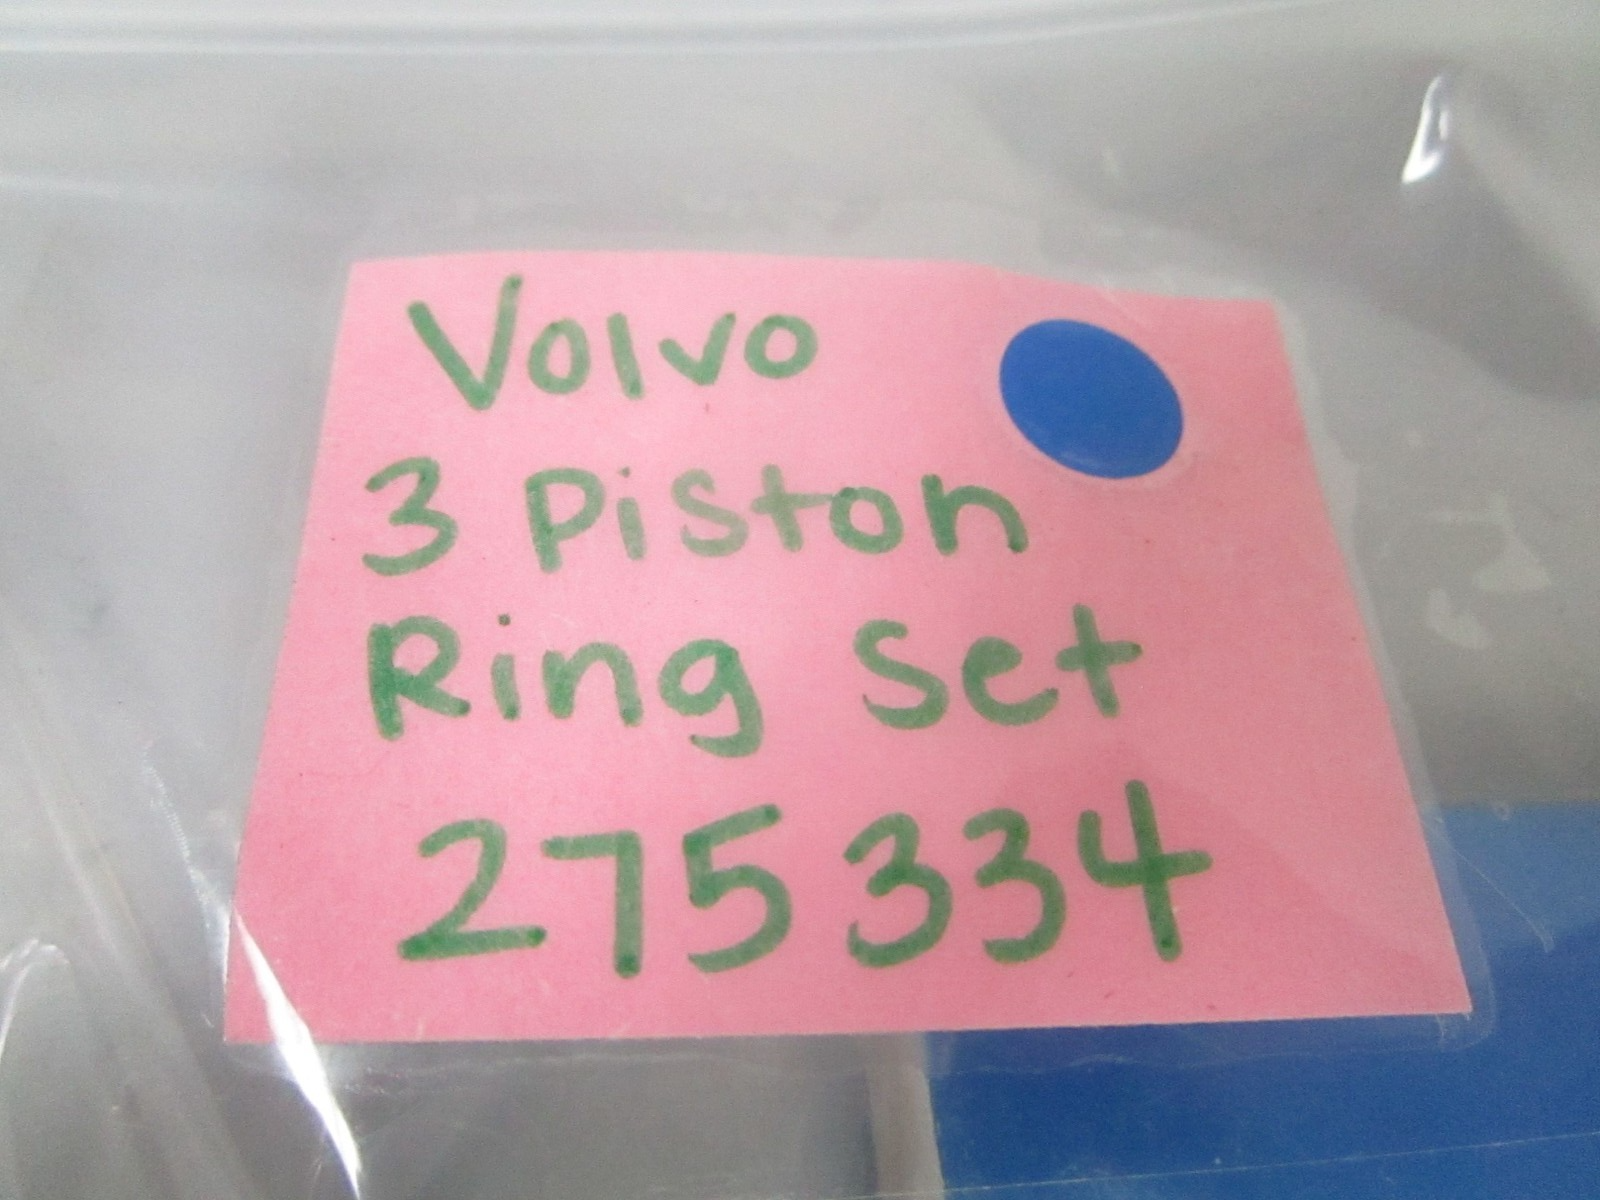 Volvo
3 Piston
Ring Set
275334